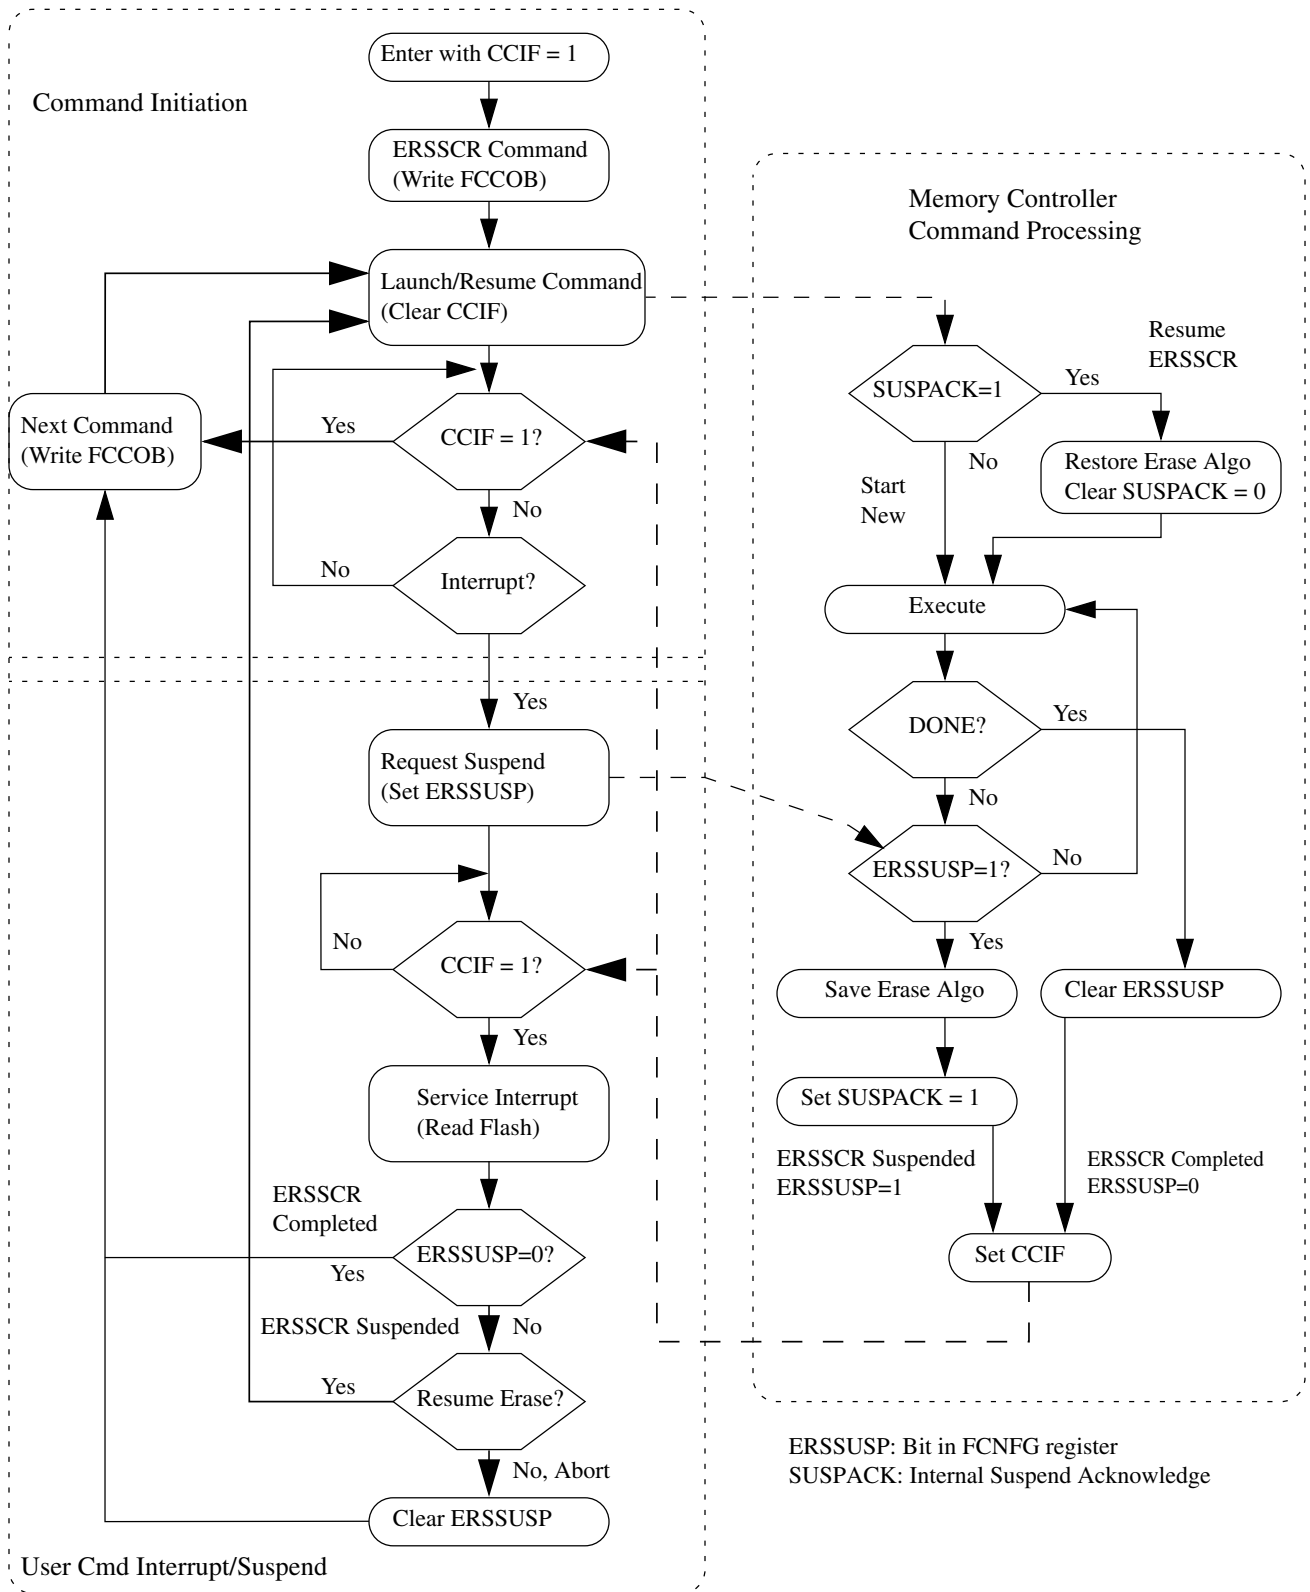 Enter with CCIF = 1
Command Initiation
ERSSCR Command
(Write FCCOB)
Launch/Resume Command
(Clear CCIF)
Next Command
(Write FCCOB)
Yes
CCIF = 1?
No
No
Interrupt?
Yes
Request Suspend
(Set ERSSUSP)
No
CCIF = 1?
Yes
Service Interrupt
(Read Flash)
ERSSCR
Completed
ERSSUSP=0?
Yes
ERSSCR Suspended
No
Yes
Resume Erase?
No, Abort
Clear ERSSUSP
User Cmd Interrupt/Suspend
Memory Controller
Command Processing
Resume
ERSSCR
SUSPACK=1
Yes
No
Restore Erase Algo
Clear SUSPACK = 0
Start
New
Execute
DONE?
Yes
No
ERSSUSP=1?
No
Yes
Save Erase Algo
Clear ERSSUSP
Set SUSPACK = 1
ERSSCR Suspended
ERSSUSP=1
ERSSCR Completed
ERSSUSP=0
Set CCIF
ERSSUSP: Bit in FCNFG register
SUSPACK: Internal Suspend Acknowledge